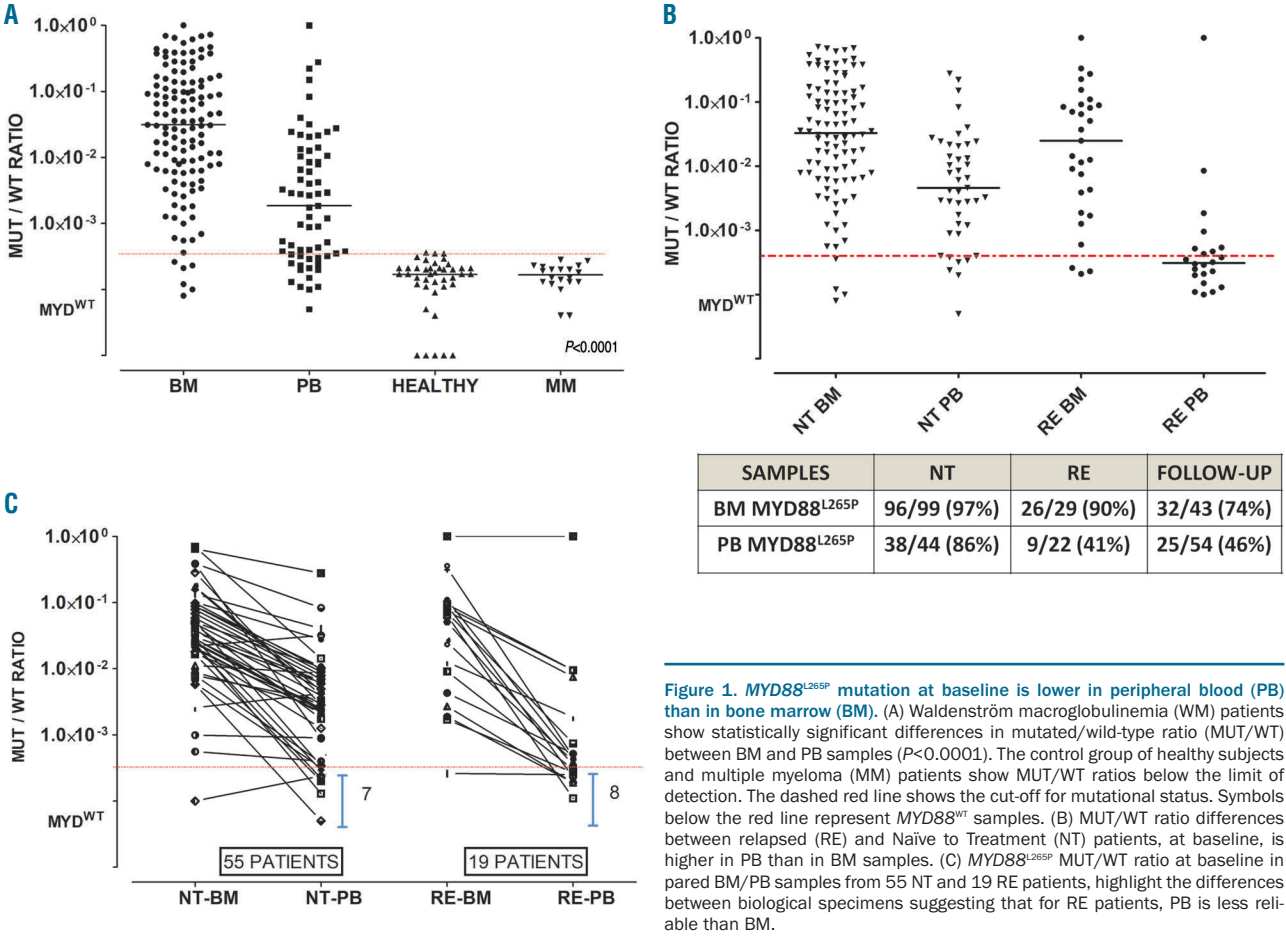 A
MUT / WT RATIO
1.0×10⁰
1.0×10⁻¹
1.0×10⁻²
1.0×10⁻³
MYDᵂᵀ
P<0.0001
BM PB HEALTHY MM
B
MUT / WT RATIO
1.0×10⁰
1.0×10⁻¹
1.0×10⁻²
1.0×10⁻³
MYDᵂᵀ
NT BM NT PB RE BM RE PB
SAMPLES NT RE FOLLOW-UP
BM MYD88ᴸ²⁶⁵ᴾ 96/99 (97%) 26/29 (90%) 32/43 (74%)
PB MYD88ᴸ²⁶⁵ᴾ 38/44 (86%) 9/22 (41%) 25/54 (46%)
C
MUT / WT RATIO
1.0×10⁰
1.0×10⁻¹
1.0×10⁻²
1.0×10⁻³
MYDᵂᵀ
7
8
55 PATIENTS 19 PATIENTS
NT-BM NT-PB RE-BM RE-PB
Figure 1. MYD88ᴸ²⁶⁵ᴾ mutation at baseline is lower in peripheral blood (PB)
than in bone marrow (BM). (A) Waldenström macroglobulinemia (WM) patients
show statistically significant differences in mutated/wild-type ratio (MUT/WT)
between BM and PB samples (P<0.0001). The control group of healthy subjects
and multiple myeloma (MM) patients show MUT/WT ratios below the limit of
detection. The dashed red line shows the cut-off for mutational status. Symbols
below the red line represent MYD88ᵂᵀ samples. (B) MUT/WT ratio differences
between relapsed (RE) and Naïve to Treatment (NT) patients, at baseline, is
higher in PB than in BM samples. (C) MYD88ᴸ²⁶⁵ᴾ MUT/WT ratio at baseline in
pared BM/PB samples from 55 NT and 19 RE patients, highlight the differences
between biological specimens suggesting that for RE patients, PB is less reli-
able than BM.